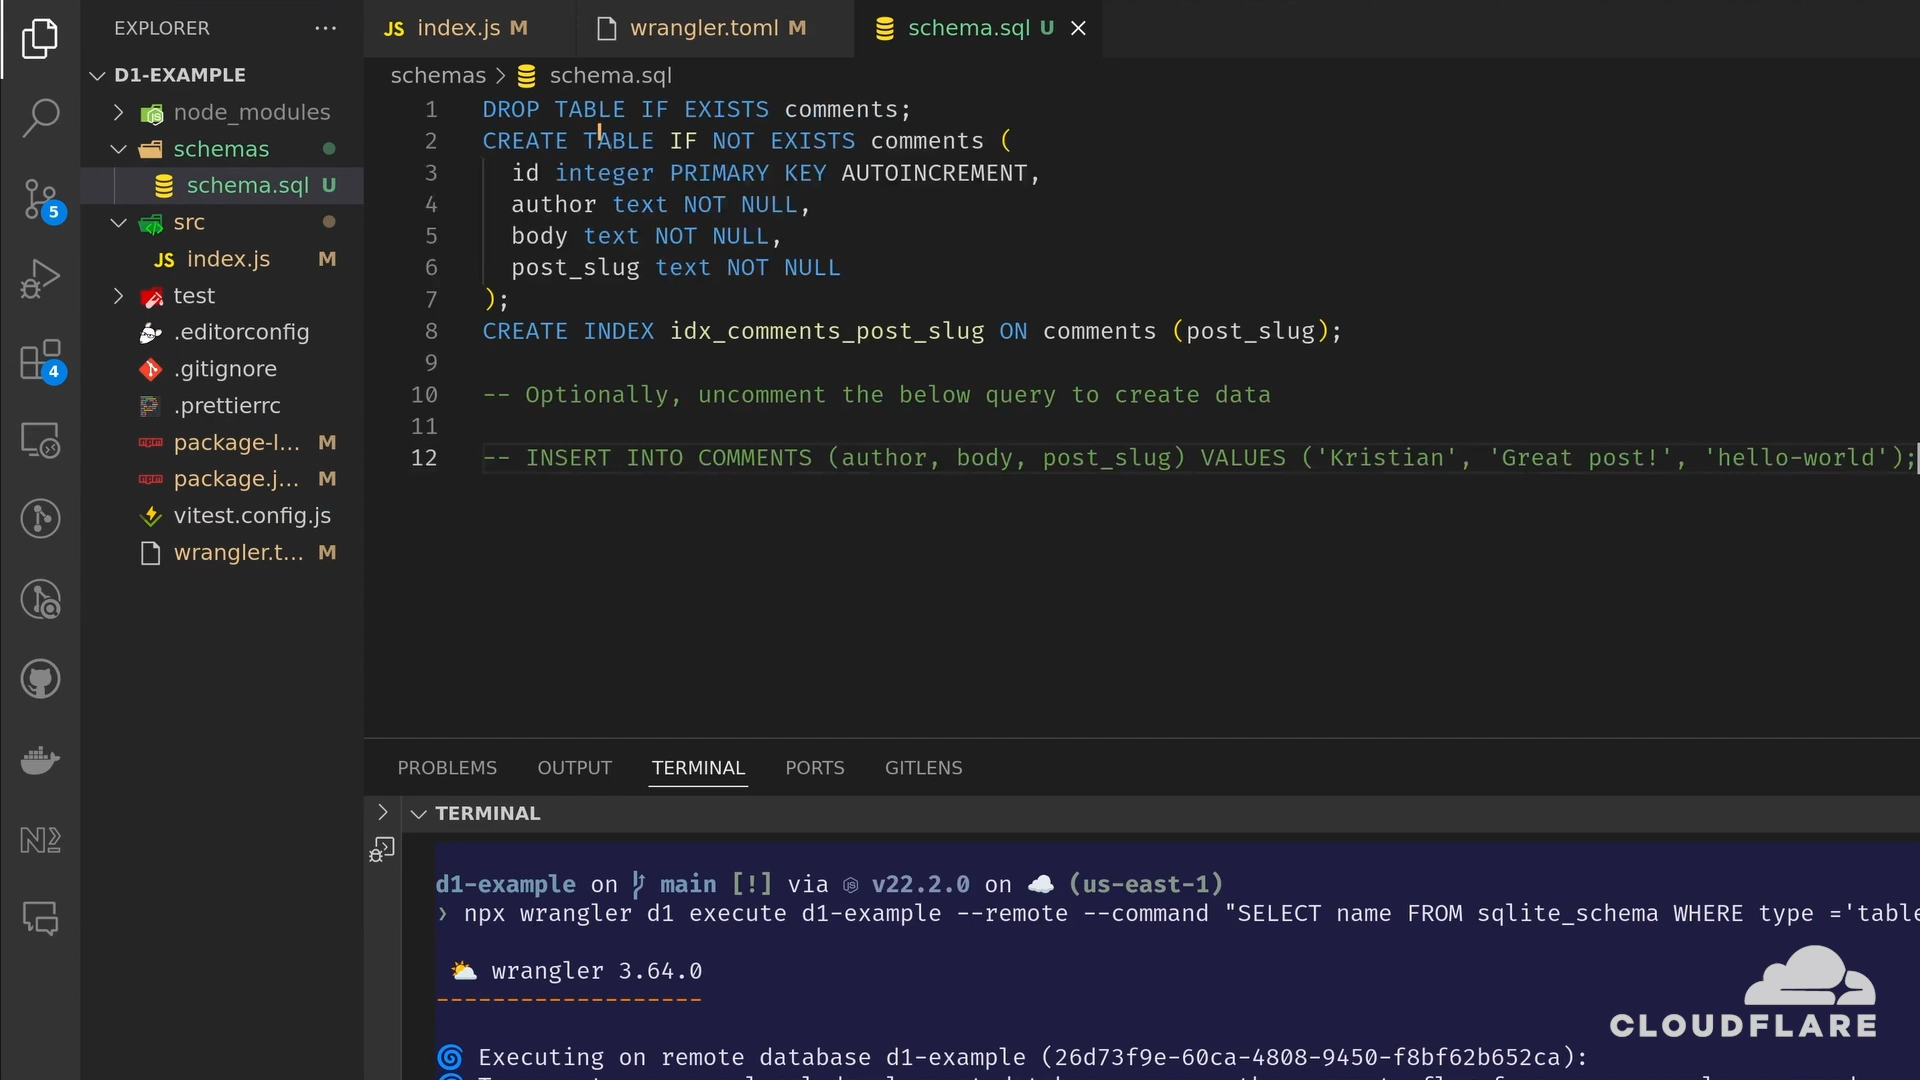 EXPLORER
D1-EXAMPLE
node_modules
schemas
schema.sql U
src
JS index.js M
test
.editorconfig
.gitignore
.prettierrc
package-l... M
package.j... M
vitest.config.js
wrangler.t... M
5
4
JS index.js M
wrangler.toml M
schema.sql U
schemas > schema.sql
1 DROP TABLE IF EXISTS comments;
2 CREATE TABLE IF NOT EXISTS comments (
3 id integer PRIMARY KEY AUTOINCREMENT,
4 author text NOT NULL,
5 body text NOT NULL,
6 post_slug text NOT NULL
7 );
8 CREATE INDEX idx_comments_post_slug ON comments (post_slug);
9
10 -- Optionally, uncomment the below query to create data
11
12 -- INSERT INTO COMMENTS (author, body, post_slug) VALUES ('Kristian', 'Great post!', 'hello-world');
PROBLEMS OUTPUT TERMINAL PORTS GITLENS
TERMINAL
d1-example on main [!] via v22.2.0 on ☁️ (us-east-1)
❯ npx wrangler d1 execute d1-example --remote --command "SELECT name FROM sqlite_schema WHERE type ='table
⛅ wrangler 3.64.0
-------------------
🌀 Executing on remote database d1-example (26d73f9e-60ca-4808-9450-f8bf62b652ca):
CLOUDFLARE